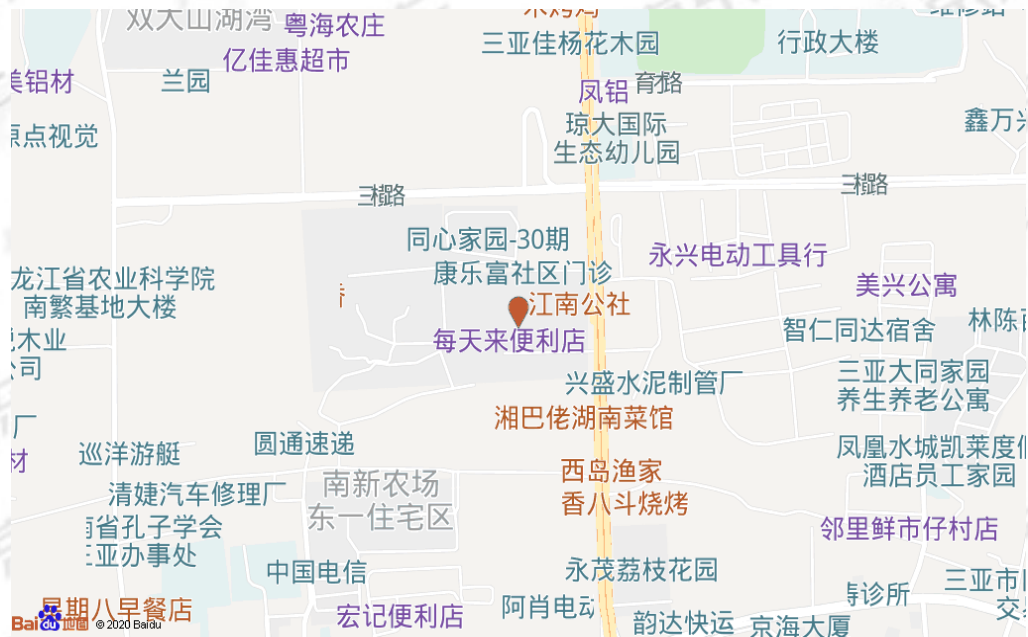 双大山湖湾
粤海农庄
三亚佳杨花木园
行政大楼
亿佳惠超市
兰园
美铝材
凤铝
原点视觉
琼大国际
生态幼儿园
鑫万兴
同心家园-30期
康乐富社区门诊
永兴电动工具行
龙江省农业科学院
南繁基地大楼
美兴公寓
江南公社
每天来便利店
智仁同达宿舍
木业
公司
兴盛水泥制管厂
三亚大同家园
养生养老公寓
湘巴佬湖南菜馆
厂
材
巡洋游艇
圆通速递
凤凰水城凯莱度假
酒店员工家园
西岛渔家
香八斗烧烤
南新农场
东一住宅区
清婕汽车修理厂
南省孔子学会
三亚办事处
邻里鲜市仔村店
中国电信
永茂荔枝花园
三亚市
交
涛诊所
星期八早餐店
宏记便利店
阿肖电动
韵达快运
京海大厦
Baidu地图
© 2020 Baidu